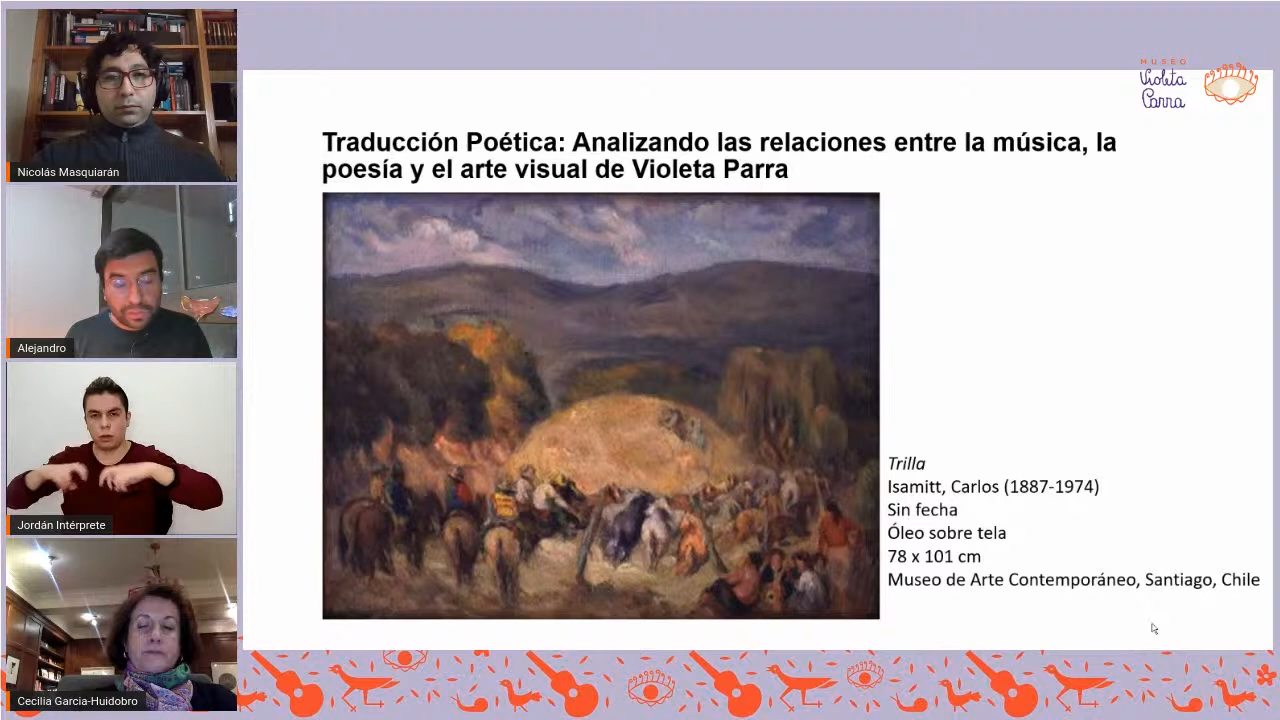 MUSEO
Violeta
Parra
Traducción Poética: Analizando las relaciones entre la música, la
poesía y el arte visual de Violeta Parra
Trilla
Isamitt, Carlos (1887-1974)
Sin fecha
Óleo sobre tela
78 x 101 cm
Museo de Arte Contemporáneo, Santiago, Chile
Nicolás Masquiarán
Alejandro
Jordán Intérprete
Cecilia Garcia-Huidobro